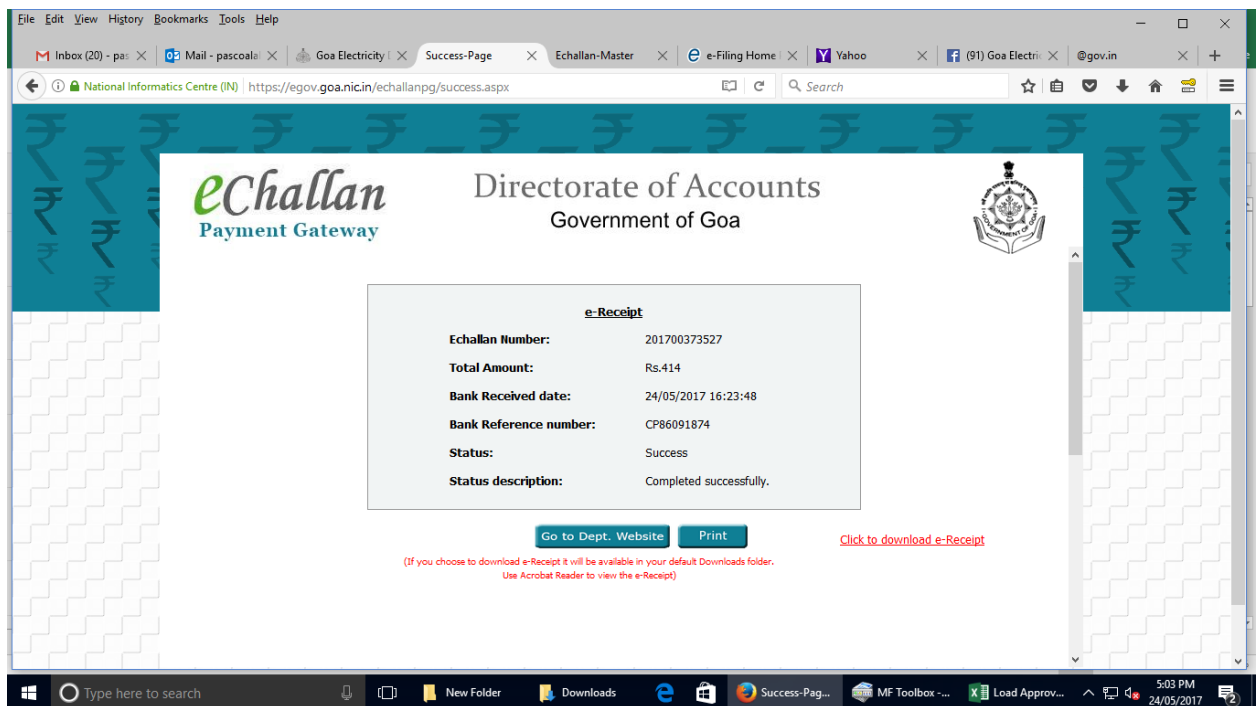 File Edit View History Bookmarks Tools Help
Inbox (20) - pas
Mail - pascoala
Goa Electricity
Success-Page
Echallan-Master
e-Filing Home
Yahoo
(91) Goa Electric
@gov.in
National Informatics Centre (IN)
https://egov.goa.nic.in/echallanpg/success.aspx
Search
eChallan
Payment Gateway
Directorate of Accounts
Government of Goa
e-Receipt
Echallan Number: 201700373527
Total Amount: Rs.414
Bank Received date: 24/05/2017 16:23:48
Bank Reference number: CP86091874
Status: Success
Status description: Completed successfully.
Go to Dept. Website
Print
Click to download e-Receipt
(If you choose to download e-Receipt it will be available in your default Downloads folder.
Use Acrobat Reader to view the e-Receipt)
Type here to search
New Folder
Downloads
Success-Pag...
MF Toolbox -...
Load Approv...
5:03 PM
24/05/2017
2